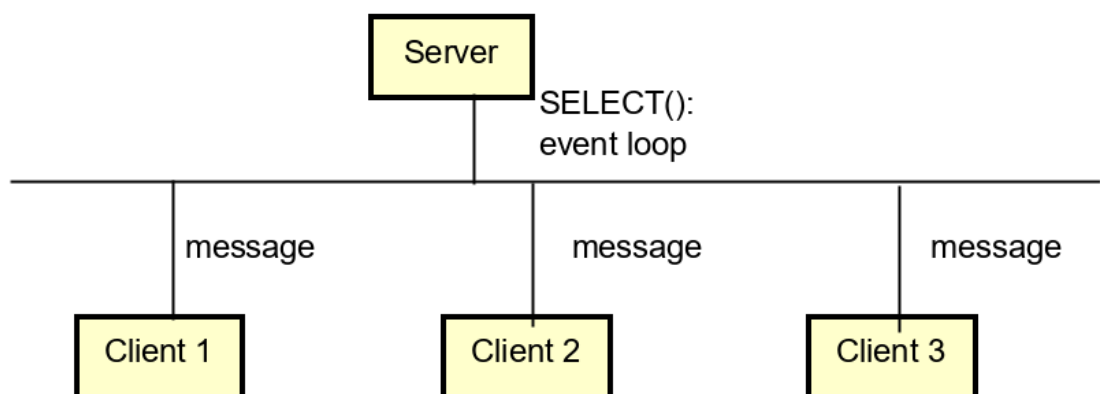 Server
SELECT():
event loop
message
message
message
Client 1
Client 2
Client 3